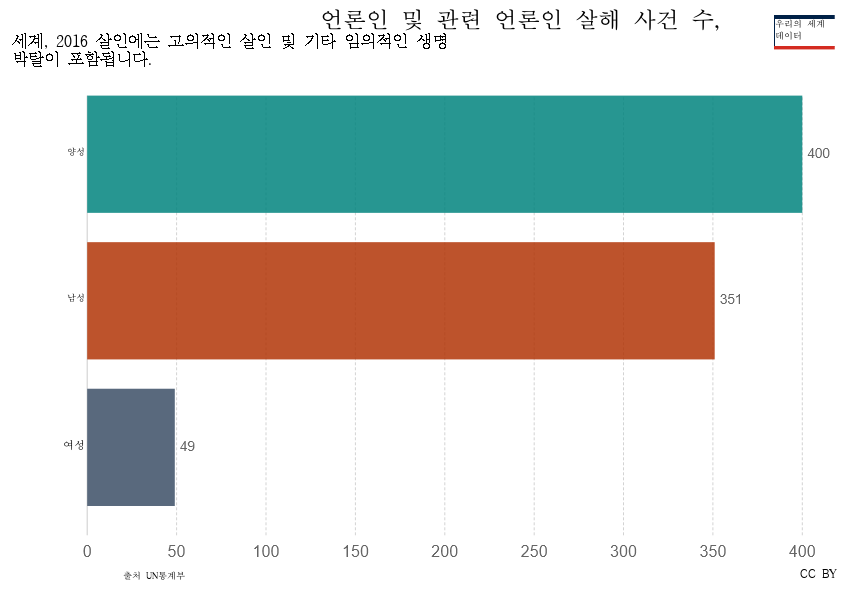 언론인 및 관련 언론인 살해 사건 수,
세계, 2016 살인에는 고의적인 살인 및 기타 임의적인 생명
박탈이 포함됩니다.
우리의 세계
데이터
양성
400
남성
351
여성
49
0 50 100 150 200 250 300 350 400
출처 UN통계부
CC BY